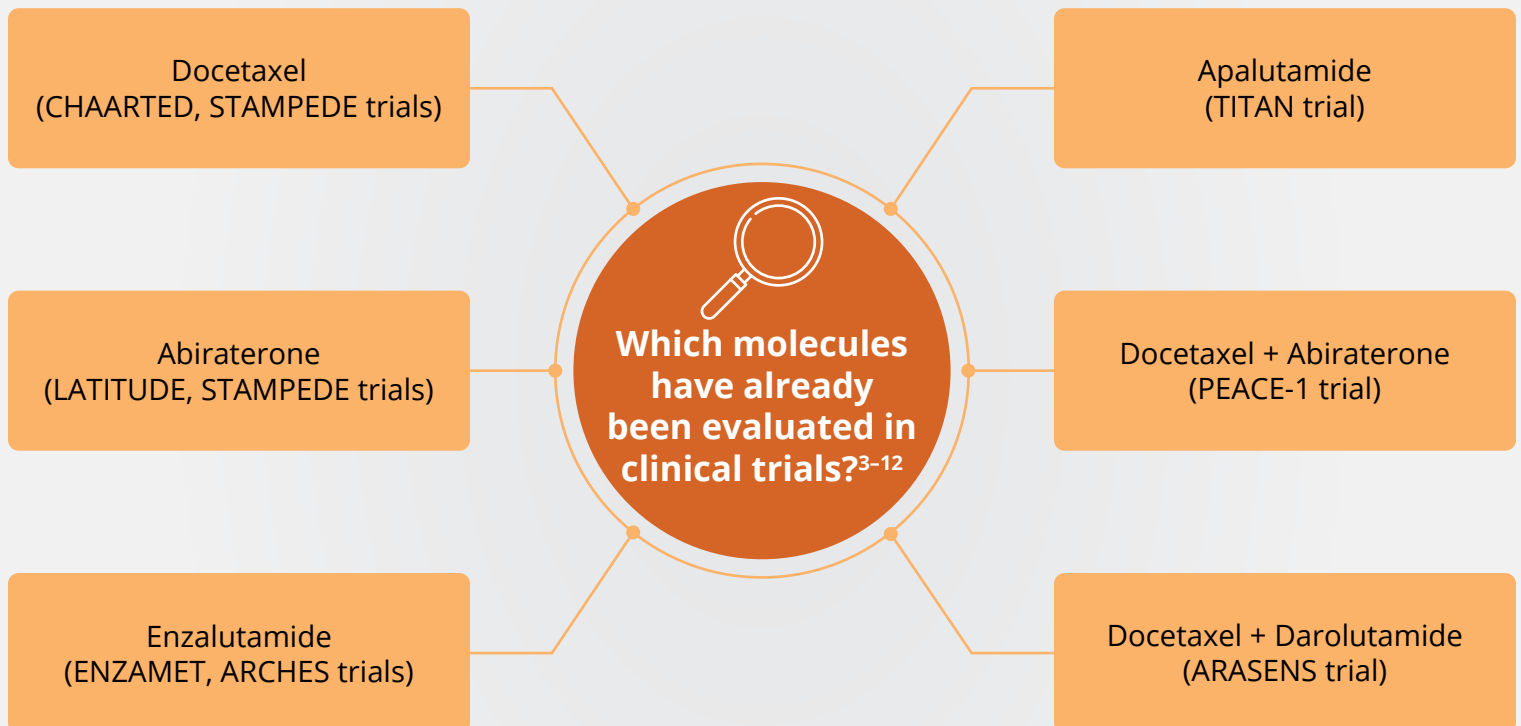 Docetaxel
(CHAARTED, STAMPEDE trials)
Abiraterone
(LATITUDE, STAMPEDE trials)
Enzalutamide
(ENZAMET, ARCHES trials)
Which molecules
have already
been evaluated in
clinical trials?3–12
Apalutamide
(TITAN trial)
Docetaxel + Abiraterone
(PEACE-1 trial)
Docetaxel + Darolutamide
(ARASENS trial)